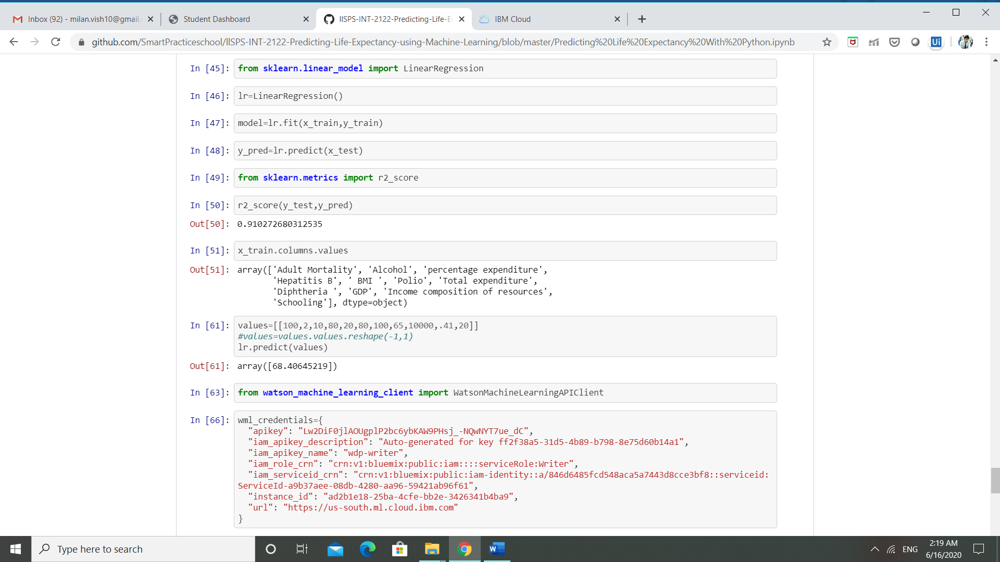 Inbox (92) - milan.vish10@gmail.
Student Dashboard
llSPS-INT-2122-Predicting-Life-E
IBM Cloud
github.com/SmartPracticeschool/llSPS-INT-2122-Predicting-Life-Expectancy-using-Machine-Learning/blob/master/Predicting%20Life%20Expectancy%20With%20Python.ipynb
In [45]: from sklearn.linear_model import LinearRegression
In [46]: lr=LinearRegression()
In [47]: model=lr.fit(x_train,y_train)
In [48]: y_pred=lr.predict(x_test)
In [49]: from sklearn.metrics import r2_score
In [50]: r2_score(y_test,y_pred)
Out[50]: 0.910272680312535
In [51]: x_train.columns.values
Out[51]: array(['Adult Mortality', 'Alcohol', 'percentage expenditure',
'Hepatitis B', ' BMI ', 'Polio', 'Total expenditure',
'Diphtheria ', 'GDP', 'Income composition of resources',
'Schooling'], dtype=object)
In [61]: values=[[100,2,10,80,20,80,100,65,10000,.41,20]]
#values=values.values.reshape(-1,1)
lr.predict(values)
Out[61]: array([68.40645219])
In [63]: from watson_machine_learning_client import WatsonMachineLearningAPIClient
In [66]: wml_credentials={
"apikey": "Lw2DiF0jlAOUgplP2bc6ybKAW9PHsj_-NQwNYT7ue_dC",
"iam_apikey_description": "Auto-generated for key ff2f38a5-31d5-4b89-b798-8e75d60b14a1",
"iam_apikey_name": "wdp-writer",
"iam_role_crn": "crn:v1:bluemix:public:iam::::serviceRole:Writer",
"iam_serviceid_crn": "crn:v1:bluemix:public:iam-identity::a/846d6485fcd548aca5a7443d8cce3bf8::serviceid:
ServiceId-a9b37aee-08db-4280-aa96-59421ab96f61",
"instance_id": "ad2b1e18-25ba-4cfe-bb2e-3426341b4ba9",
"url": "https://us-south.ml.cloud.ibm.com"
}
Type here to search
ENG
2:19 AM
6/16/2020